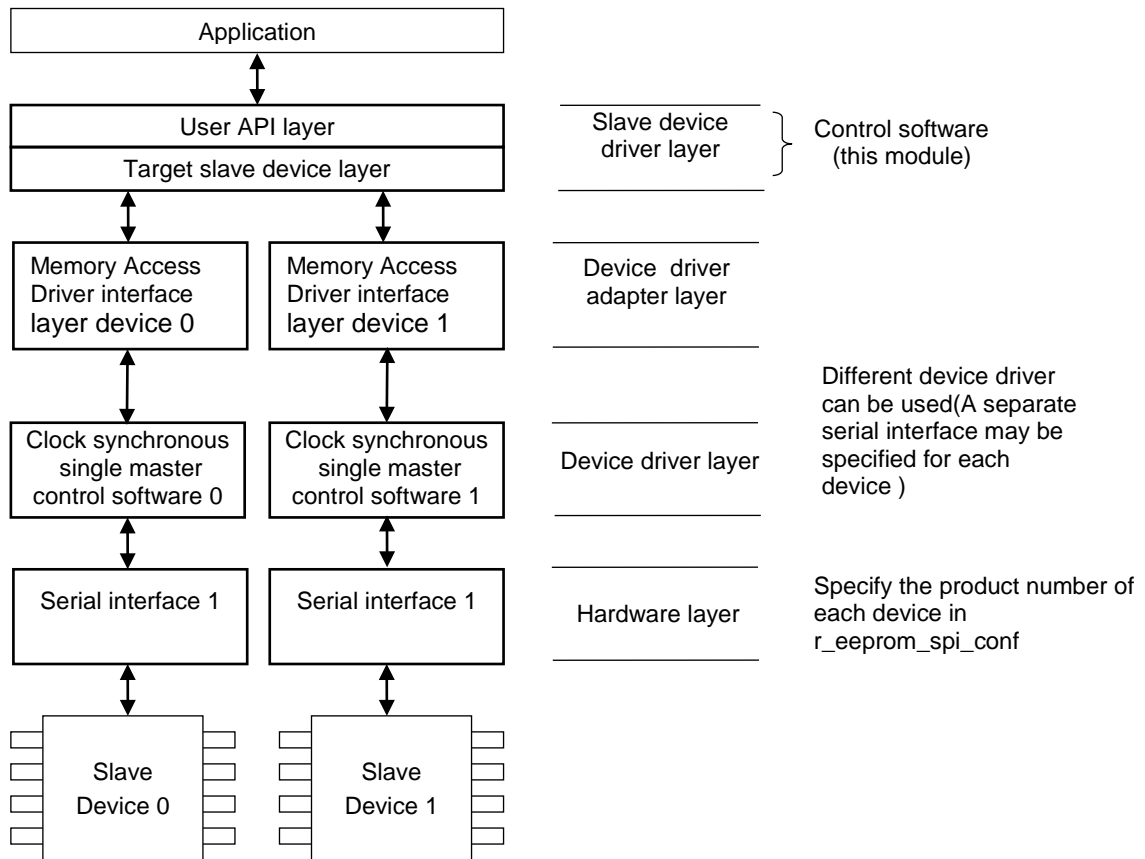 Application
User API layer
Target slave device layer
Slave device
driver layer
Control software
(this module)
Memory Access
Driver interface
layer device 0
Memory Access
Driver interface
layer device 1
Device driver
adapter layer
Clock synchronous
single master
control software 0
Clock synchronous
single master
control software 1
Device driver layer
Different device driver
can be used(A separate
serial interface may be
specified for each
device )
Serial interface 1
Serial interface 1
Hardware layer
Specify the product number of
each device in
r_eeprom_spi_conf
Slave
Device 0
Slave
Device 1